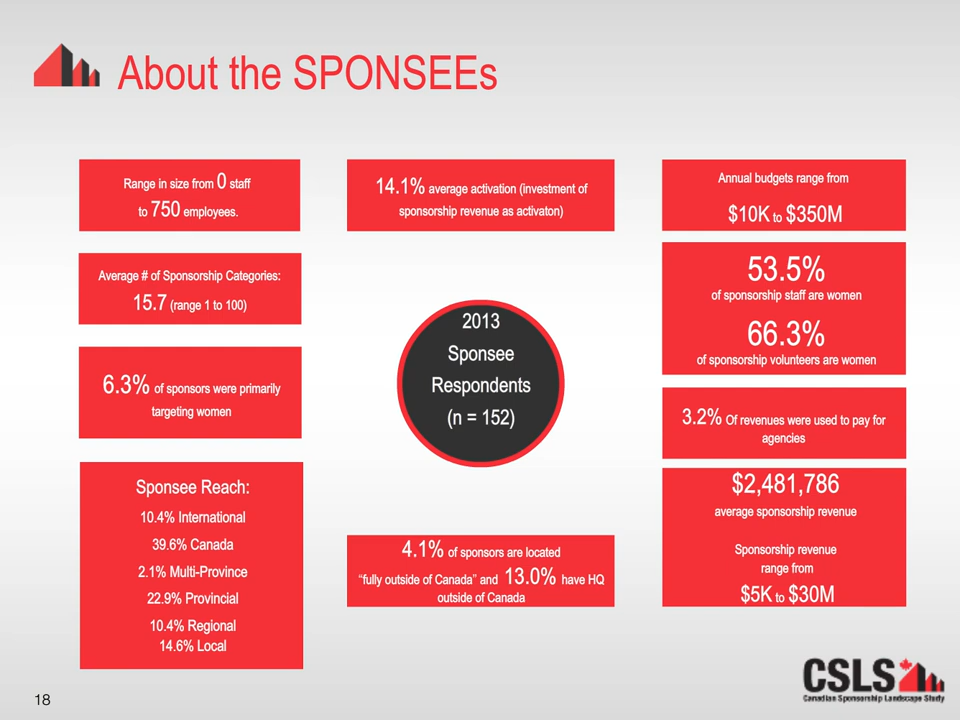 About the SPONSEEs
Range in size from 0 staff
to 750 employees.
14.1% average activation (investment of
sponsorship revenue as activaton)
Annual budgets range from
$10K to $350M
Average # of Sponsorship Categories:
15.7 (range 1 to 100)
53.5%
of sponsorship staff are women
66.3%
of sponsorship volunteers are women
2013
Sponsee
Respondents
(n = 152)
6.3% of sponsors were primarily
targeting women
3.2% Of revenues were used to pay for
agencies
Sponsee Reach:
10.4% International
39.6% Canada
2.1% Multi-Province
22.9% Provincial
10.4% Regional
14.6% Local
4.1% of sponsors are located
“fully outside of Canada” and 13.0% have HQ
outside of Canada
$2,481,786
average sponsorship revenue
Sponsorship revenue
range from
$5K to $30M
CSLS
Canadian Sponsorship Landscape Study
18